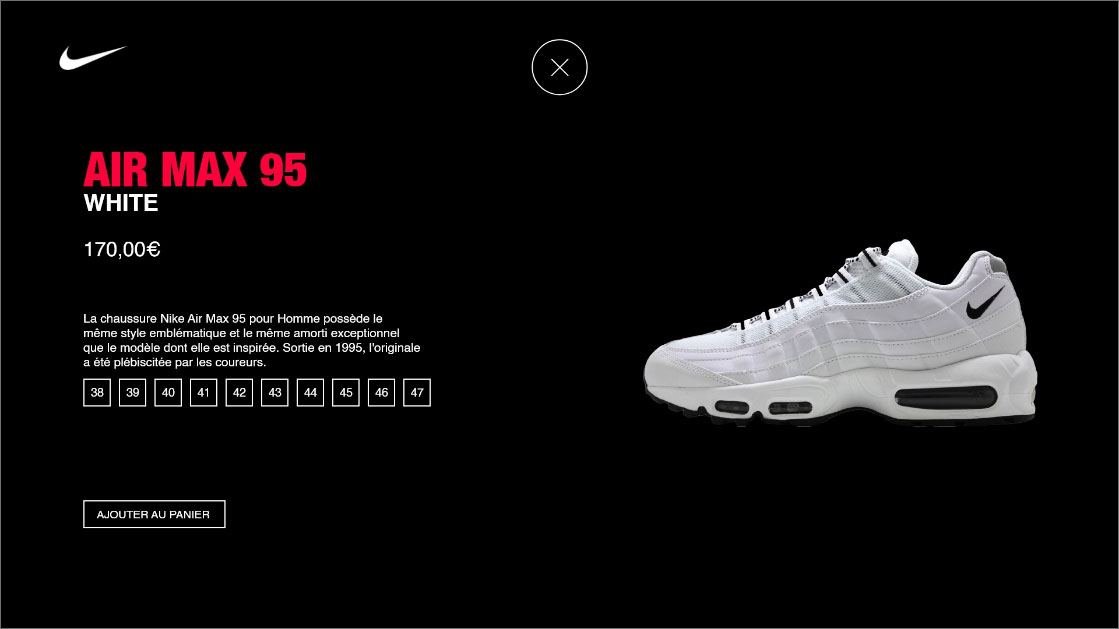 AIR MAX 95
WHITE
170,00€
La chaussure Nike Air Max 95 pour Homme possède le
même style emblématique et le même amorti exceptionnel
que le modèle dont elle est inspirée. Sortie en 1995, l'originale
a été plébiscitée par les coureurs.
38 39 40 41 42 43 44 45 46 47
AJOUTER AU PANIER